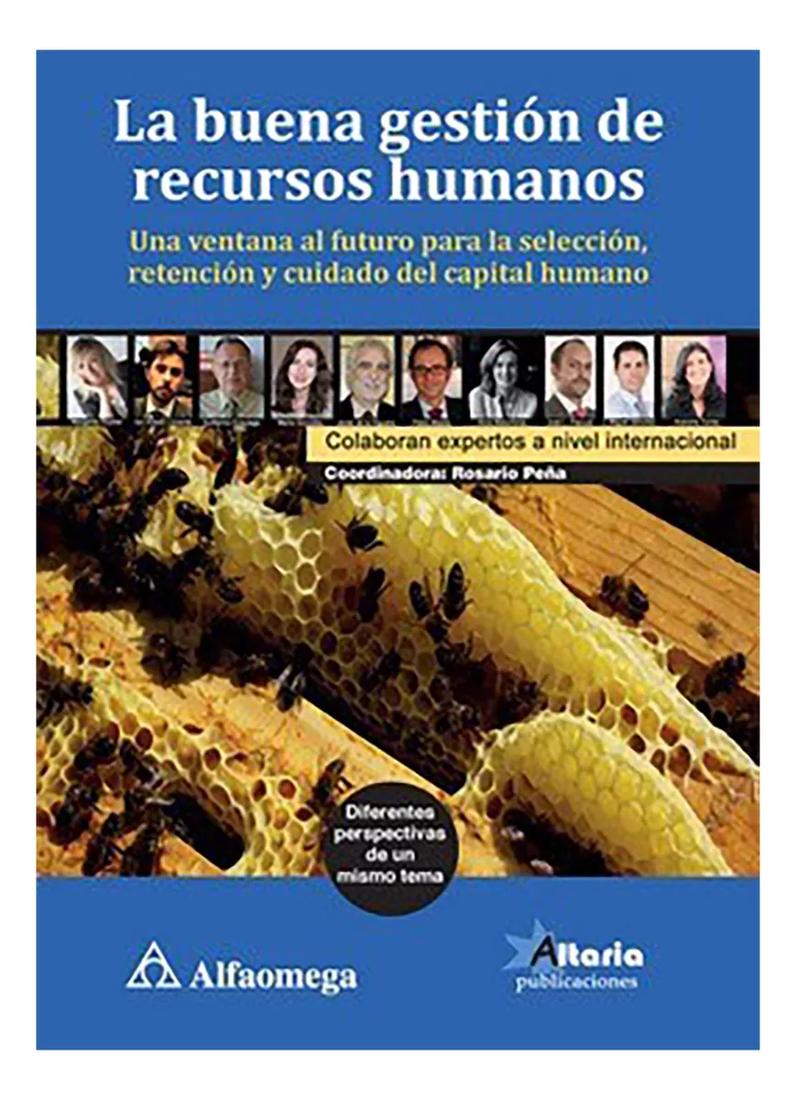 La buena gestión de
recursos humanos
Una ventana al futuro para la selección,
retención y cuidado del capital humano
Colaboran expertos a nivel internacional
Coordinadora: Rosario Peña
Diferentes
perspectivas
de un
mismo tema
Alfaomega
Altaria
publicaciones